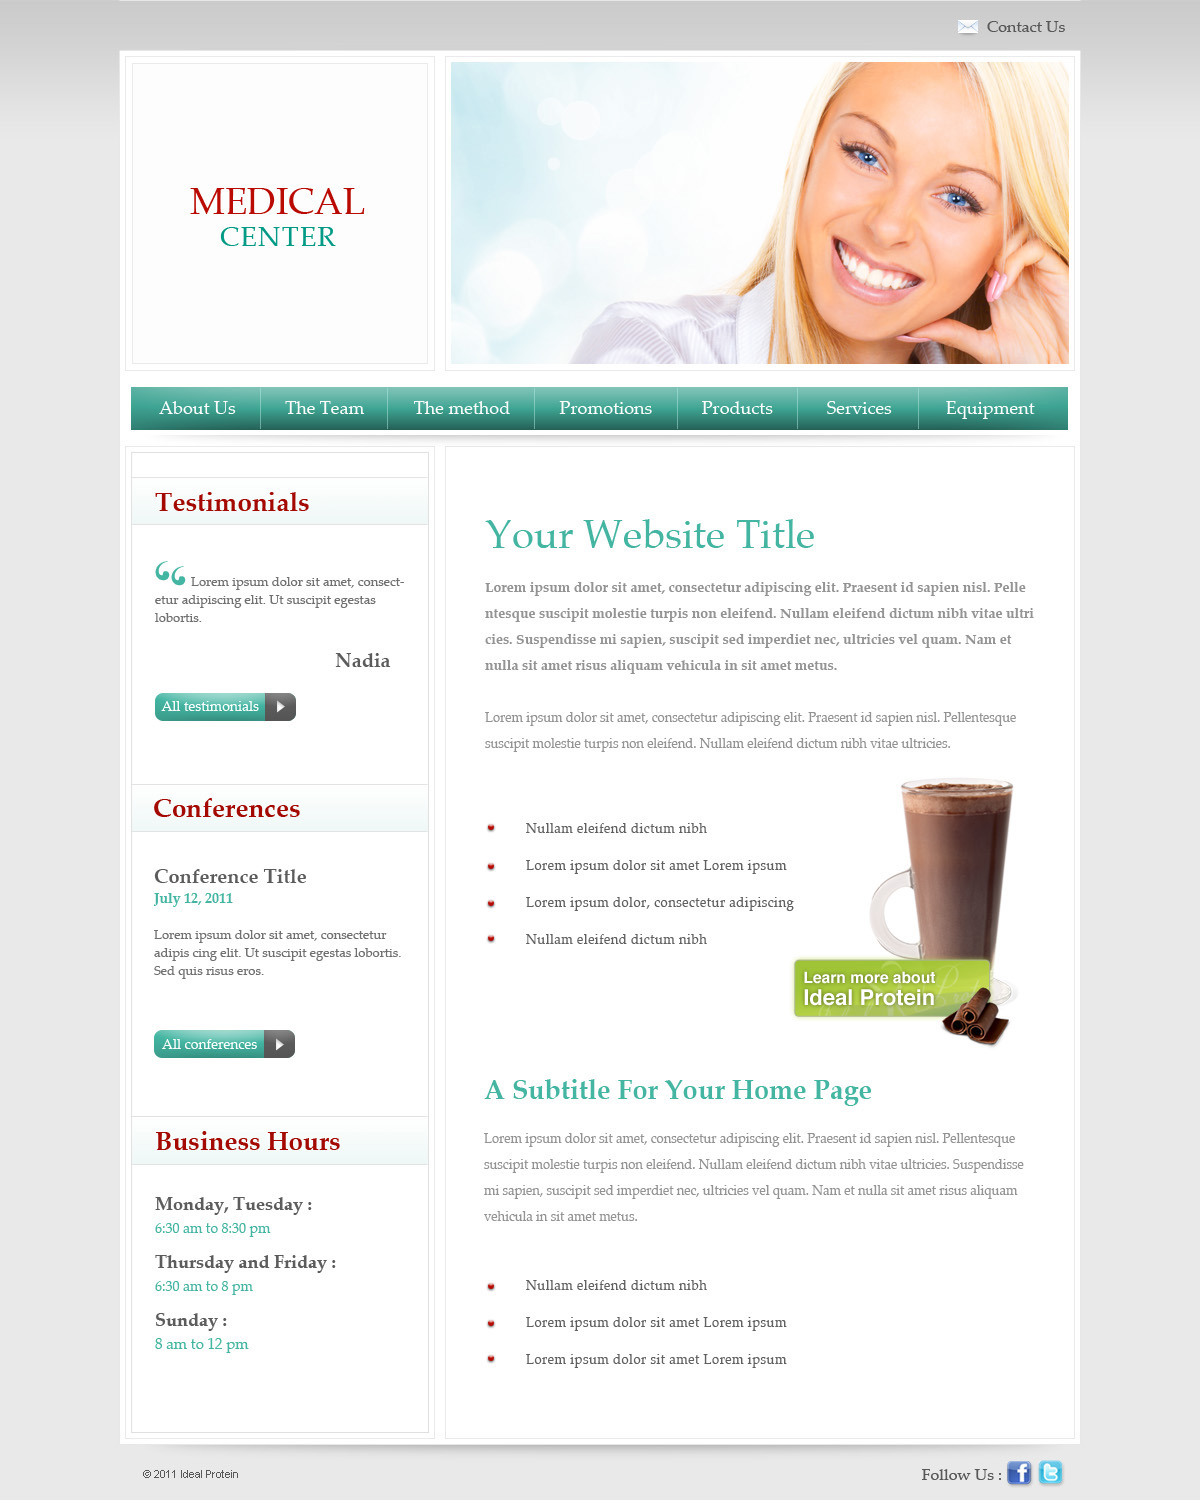 Contact Us
MEDICAL
CENTER
About Us
The Team
The method
Promotions
Products
Services
Equipment
Testimonials
“ Lorem ipsum dolor sit amet, consect-
etur adipiscing elit. Ut suscipit egestas
lobortis.
Nadia
All testimonials
Conferences
Conference Title
July 12, 2011
Lorem ipsum dolor sit amet, consectetur
adipis cing elit. Ut suscipit egestas lobortis.
Sed quis risus eros.
All conferences
Business Hours
Monday, Tuesday :
6:30 am to 8:30 pm
Thursday and Friday :
6:30 am to 8 pm
Sunday :
8 am to 12 pm
Your Website Title
Lorem ipsum dolor sit amet, consectetur adipiscing elit. Praesent id sapien nisl. Pelle
ntesque suscipit molestie turpis non eleifend. Nullam eleifend dictum nibh vitae ultri
cies. Suspendisse mi sapien, suscipit sed imperdiet nec, ultricies vel quam. Nam et
nulla sit amet risus aliquam vehicula in sit amet metus.
Lorem ipsum dolor sit amet, consectetur adipiscing elit. Praesent id sapien nisl. Pellentesque
suscipit molestie turpis non eleifend. Nullam eleifend dictum nibh vitae ultricies.
Nullam eleifend dictum nibh
Lorem ipsum dolor sit amet Lorem ipsum
Lorem ipsum dolor, consectetur adipiscing
Nullam eleifend dictum nibh
Learn more about
Ideal Protein
A Subtitle For Your Home Page
Lorem ipsum dolor sit amet, consectetur adipiscing elit. Praesent id sapien nisl. Pellentesque
suscipit molestie turpis non eleifend. Nullam eleifend dictum nibh vitae ultricies. Suspendisse
mi sapien, suscipit sed imperdiet nec, ultricies vel quam. Nam et nulla sit amet risus aliquam
vehicula in sit amet metus.
Nullam eleifend dictum nibh
Lorem ipsum dolor sit amet Lorem ipsum
Lorem ipsum dolor sit amet Lorem ipsum
© 2011 Ideal Protein
Follow Us :